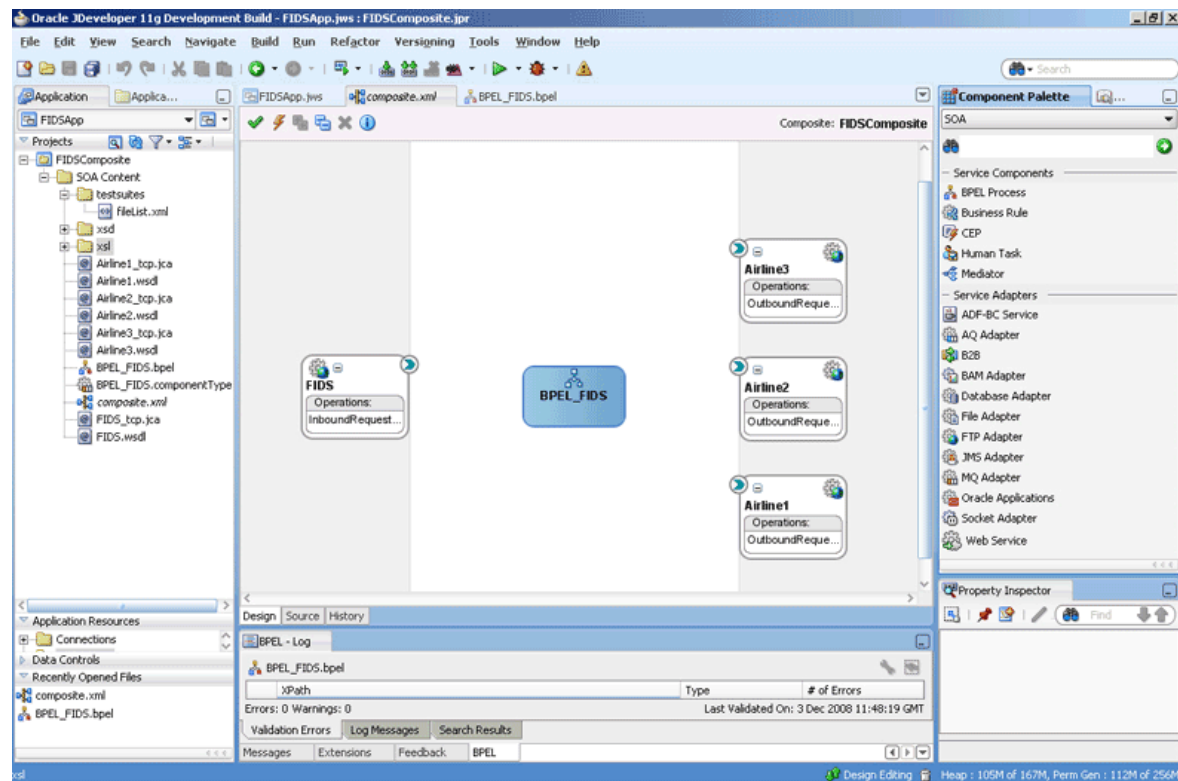 Oracle JDeveloper 11g Development Build - FIDSApp.jws : FIDSComposite.jpr
File Edit View Search Navigate Build Run Refactor Versioning Tools Window Help
Search
Application
Applica...
FIDSApp
Projects
FIDSComposite
SOA Content
testsuites
fileList.xml
xsd
xsl
Airline1_tcp.jca
Airline1.wsdl
Airline2_tcp.jca
Airline2.wsdl
Airline3_tcp.jca
Airline3.wsdl
BPEL_FIDS.bpel
BPEL_FIDS.componentType
composite.xml
FIDS_tcp.jca
FIDS.wsdl
Application Resources
Connections
Data Controls
Recently Opened Files
composite.xml
BPEL_FIDS.bpel
FIDSApp.jws
composite.xml
BPEL_FIDS.bpel
Composite: FIDSComposite
FIDS
Operations:
InboundRequest...
BPEL_FIDS
Airline3
Operations:
OutboundReque...
Airline2
Operations:
OutboundReque...
Airline1
Operations:
OutboundReque...
Design Source History
BPEL - Log
BPEL_FIDS.bpel
XPath Type # of Errors
Errors: 0 Warnings: 0 Last Validated On: 3 Dec 2008 11:48:19 GMT
Validation Errors Log Messages Search Results
Messages Extensions Feedback BPEL
Component Palette
...
SOA
Service Components
BPEL Process
Business Rule
CEP
Human Task
Mediator
Service Adapters
ADF-BC Service
AQ Adapter
B2B
BAM Adapter
Database Adapter
File Adapter
FTP Adapter
JMS Adapter
MQ Adapter
Oracle Applications
Socket Adapter
Web Service
Property Inspector
Find
xsl
Design Editing
Heap : 105M of 167M, Perm Gen : 112M of 256M